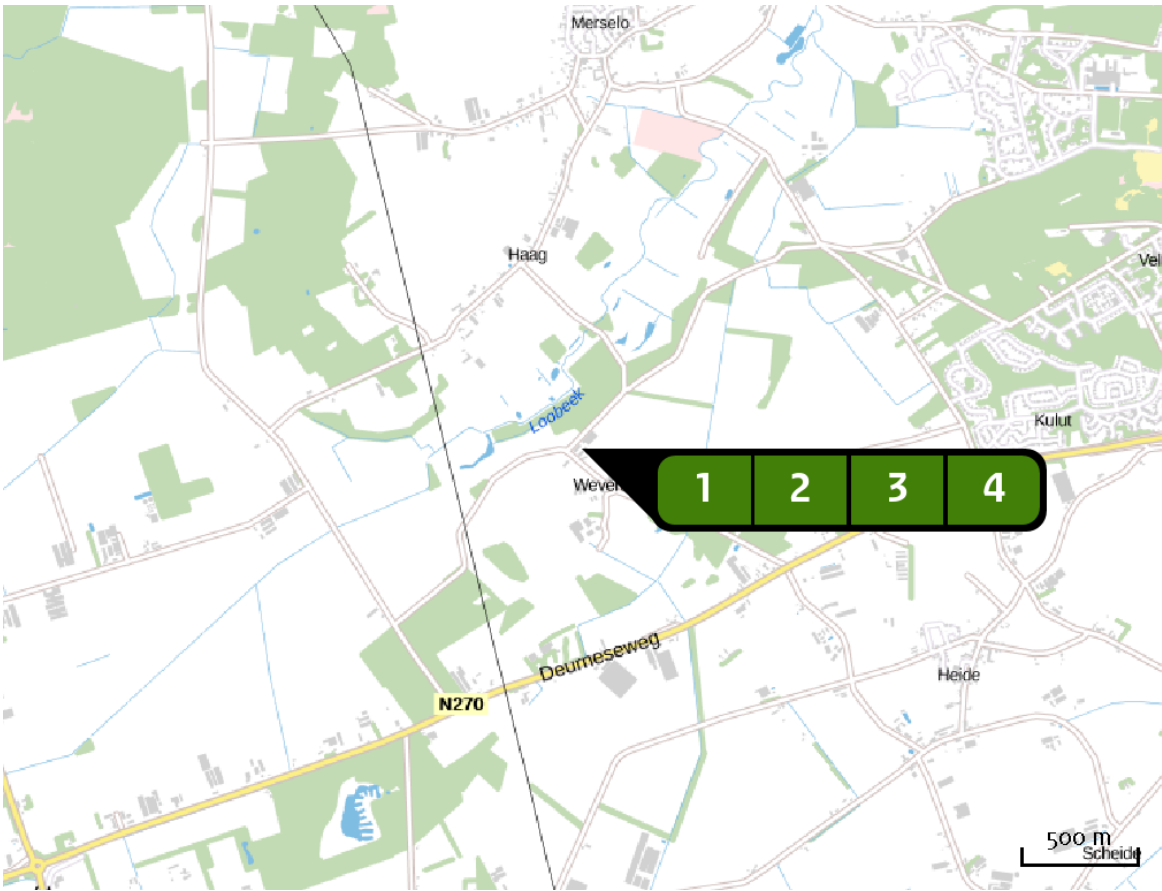 Merselo
Haag
Vel
Loobeek
Kulut
Wever
1 2 3 4
Deurneseweg
N270
Heide
500 m
Scheide